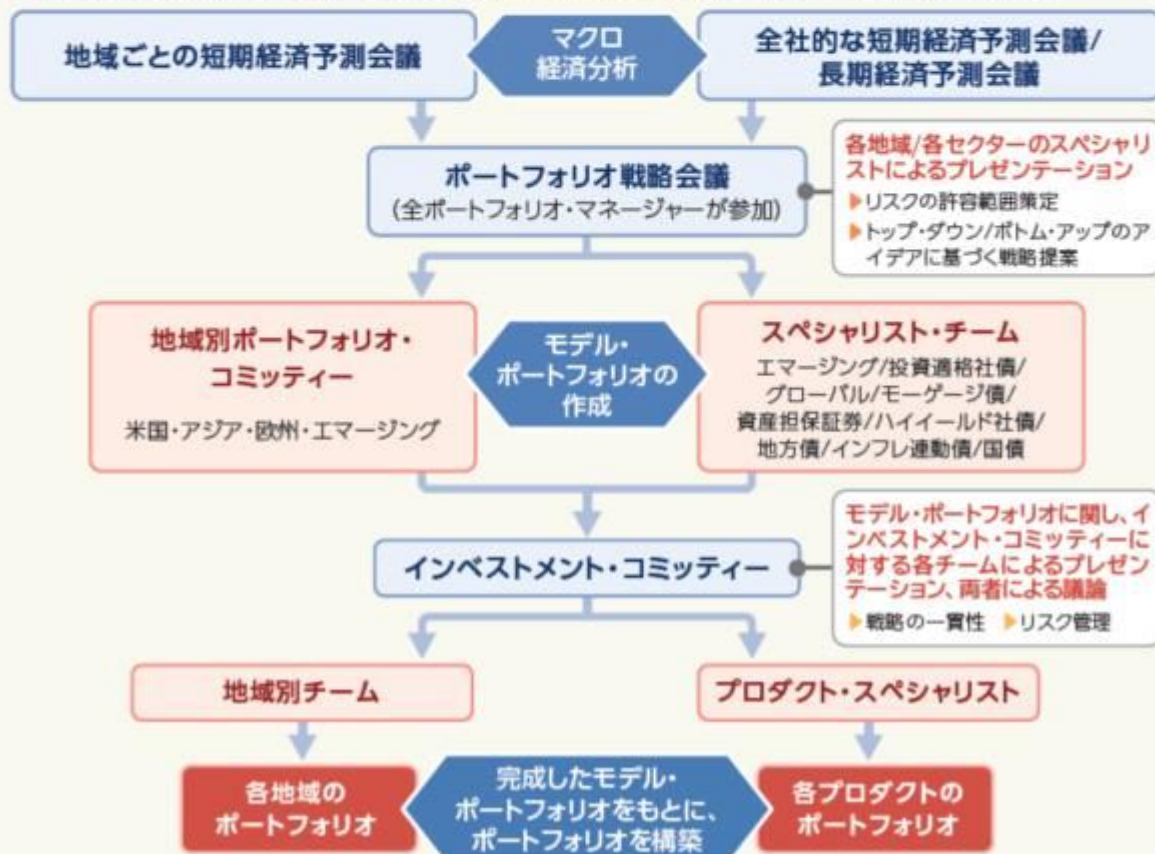 地域ごとの短期経済予測会議
マクロ
経済分析
全社的な短期経済予測会議/
長期経済予測会議
ポートフォリオ戦略会議
(全ポートフォリオ・マネージャーが参加)
各地域/各セクターのスペシャリ
ストによるプレゼンテーション
▶リスクの許容範囲策定
▶トップ・ダウン/ボトム・アップのア
イデアに基づく戦略提案
地域別ポートフォリオ・
コミッティー
米国・アジア・欧州・エマージング
モデル・
ポートフォリオの
作成
スペシャリスト・チーム
エマージング/投資適格社債/
グローバル/モーゲージ債/
資産担保証券/ハイイールド社債/
地方債/インフレ連動債/国債
インベストメント・コミッティー
モデル・ポートフォリオに関し、イ
ンベストメント・コミッティーに
対する各チームによるプレゼン
テーション、両者による議論
▶戦略の一貫性 ▶リスク管理
地域別チーム
プロダクト・スペシャリスト
各地域の
ポートフォリオ
完成したモデル・
ポートフォリオをもとに、
ポートフォリオを構築
各プロダクトの
ポートフォリオ